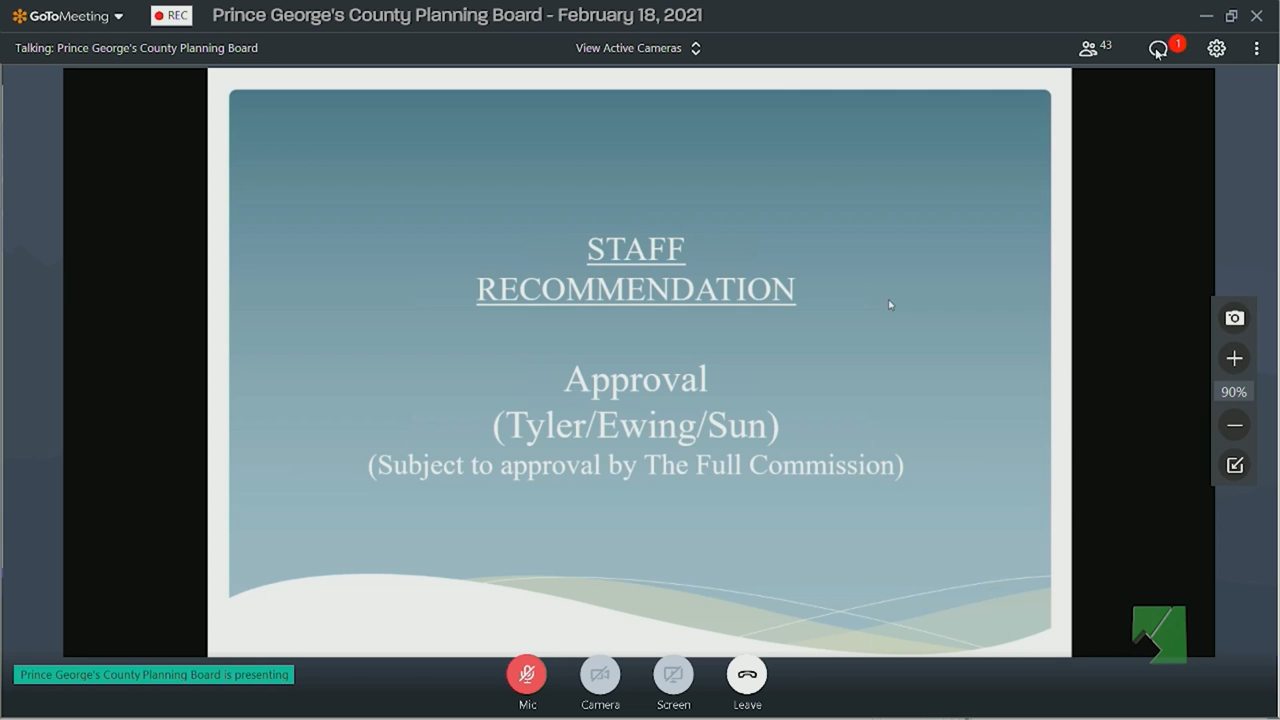 GoToMeeting
REC
Prince George's County Planning Board - February 18, 2021
Talking: Prince George's County Planning Board
View Active Cameras
43
1
STAFF
RECOMMENDATION
Approval
(Tyler/Ewing/Sun)
(Subject to approval by The Full Commission)
90%
Prince George's County Planning Board is presenting
Mic
Camera
Screen
Leave